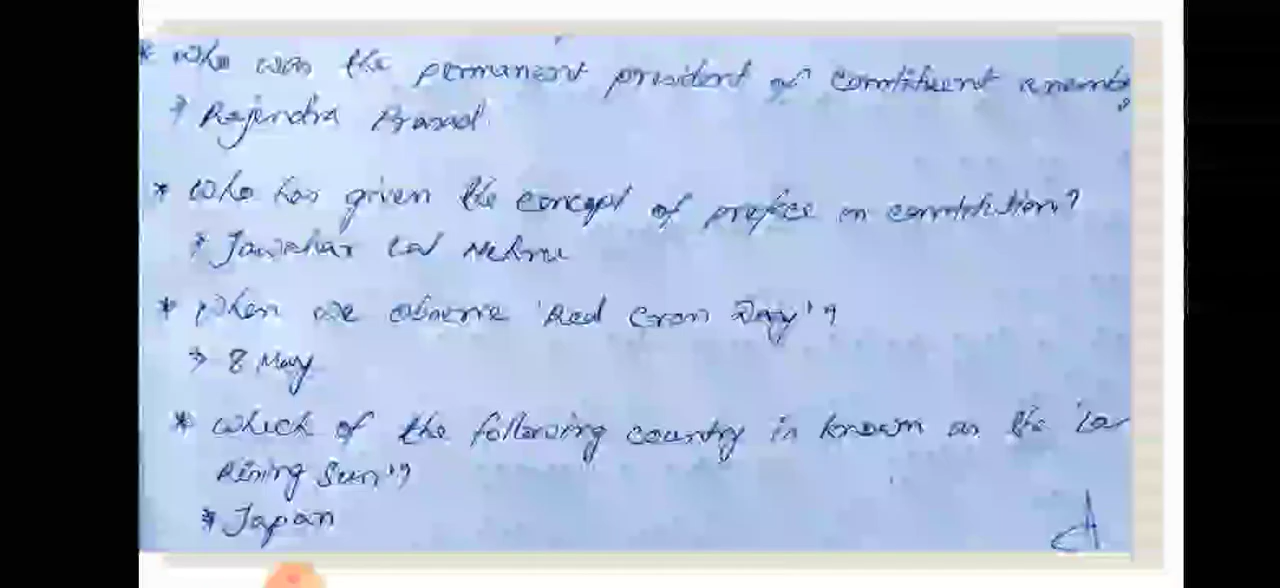 * Who was the permanent president of constituent
→ Rajendra Prasad.
* Who has given the concept of preface in constitution?
* Jawahar Lal Nehru
* When we observe 'Red Cross Day'?
→ 8 May
* Which of the following country is known as the
Rising Sun'?
* Japan